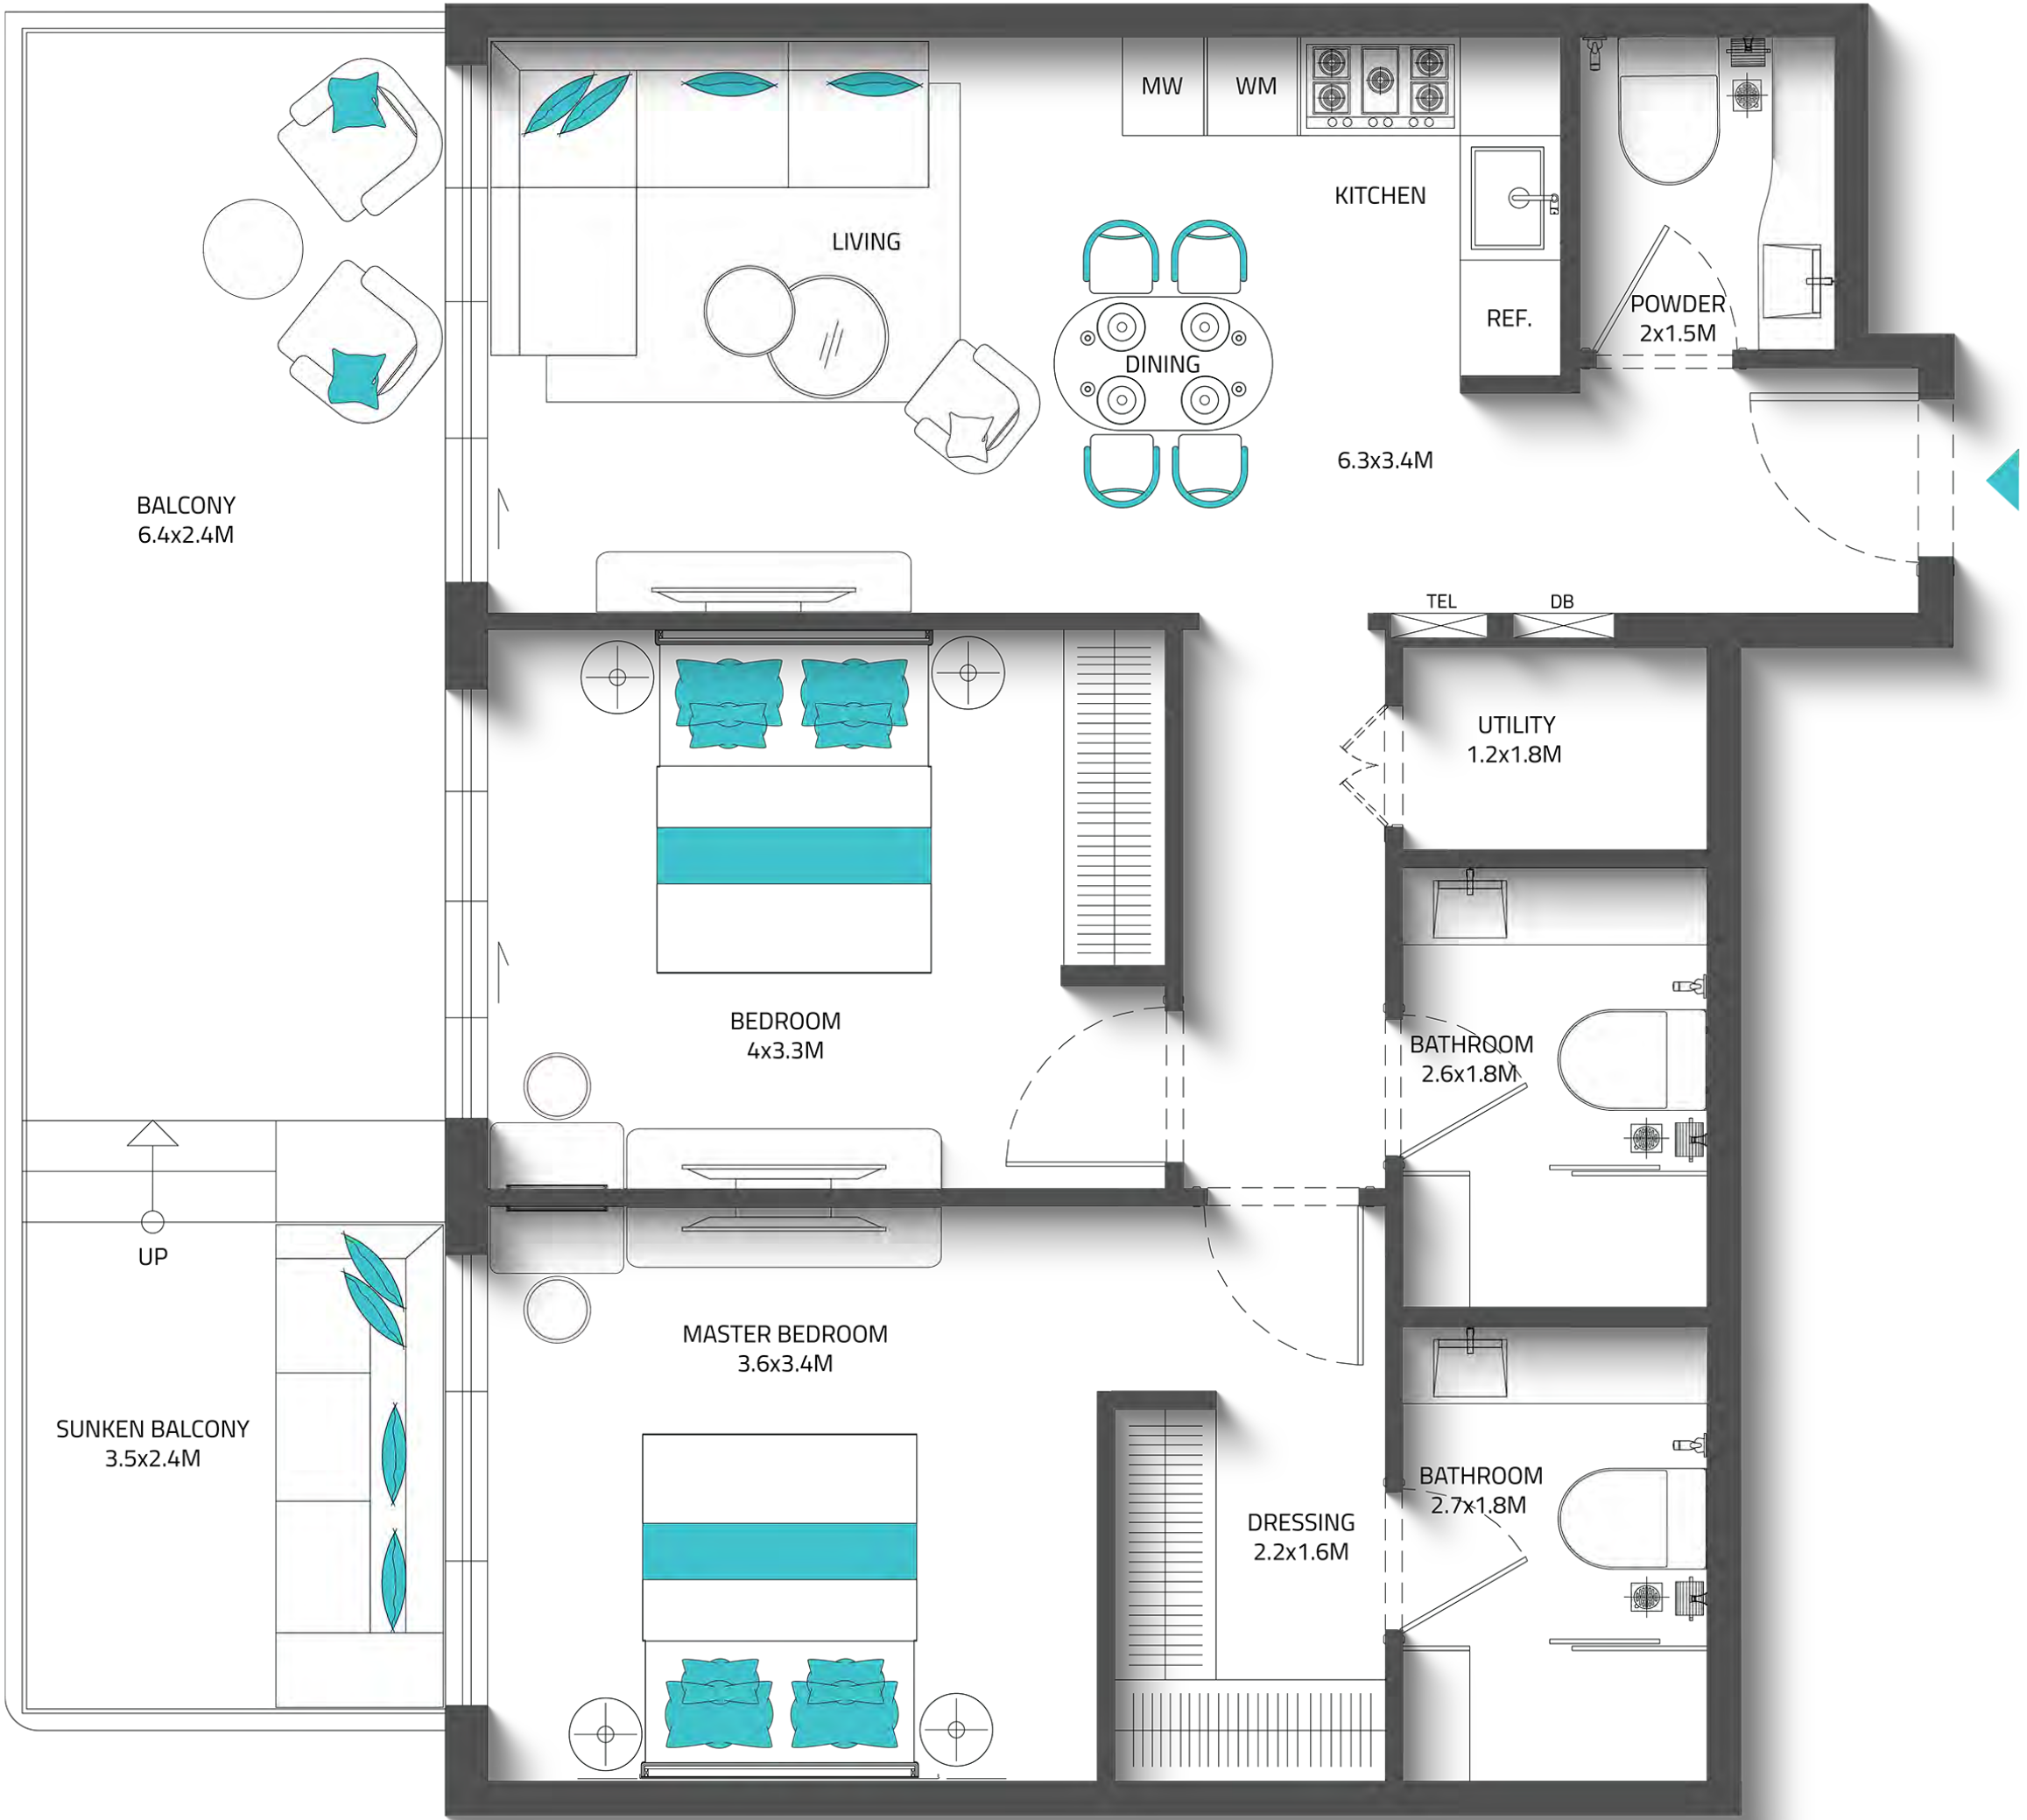 MW
WM
KITCHEN
LIVING
POWDER
2x1.5M
REF.
DINING
6.3x3.4M
BALCONY
6.4x2.4M
TEL
DB
UTILITY
1.2x1.8M
BEDROOM
4x3.3M
BATHROOM
2.6x1.8M
UP
MASTER BEDROOM
3.6x3.4M
SUNKEN BALCONY
3.5x2.4M
BATHROOM
2.7x1.8M
DRESSING
2.2x1.6M